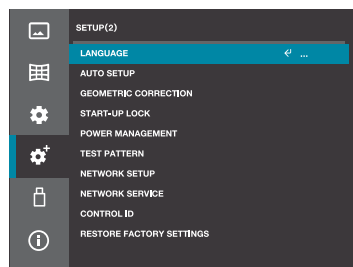 SETUP(2)
LANGUAGE ...
AUTO SETUP
GEOMETRIC CORRECTION
START-UP LOCK
POWER MANAGEMENT
TEST PATTERN
NETWORK SETUP
NETWORK SERVICE
CONTROL ID
RESTORE FACTORY SETTINGS